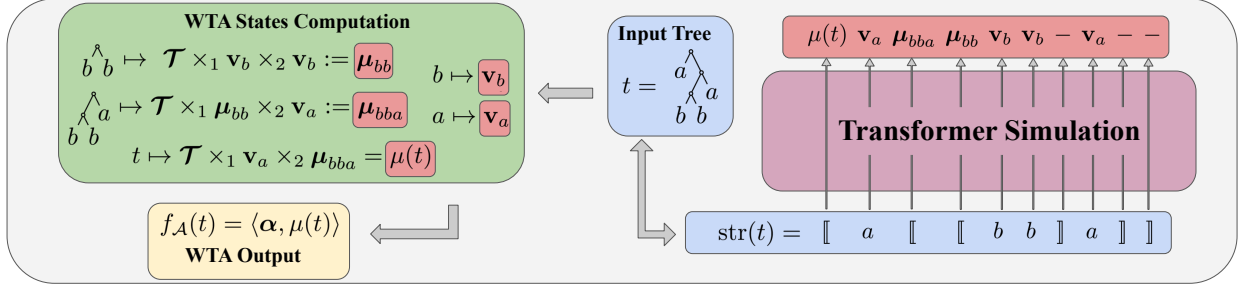 WTA States Computation
b b ↦ 𝓣 ×₁ v_b ×₂ v_b := μ_bb
b ↦ v_b
a b b ↦ 𝓣 ×₁ μ_bb ×₂ v_a := μ_bba
a ↦ v_a
t ↦ 𝓣 ×₁ v_a ×₂ μ_bba = μ(t)
f_𝒜(t) = ⟨α, μ(t)⟩
WTA Output
Input Tree
t =
a
a
b b
μ(t) v_a μ_bba μ_bb v_b v_b − v_a − −
Transformer Simulation
str(t) = ⟦ a ⟦ ⟦ b b ⟧ a ⟧ ⟧